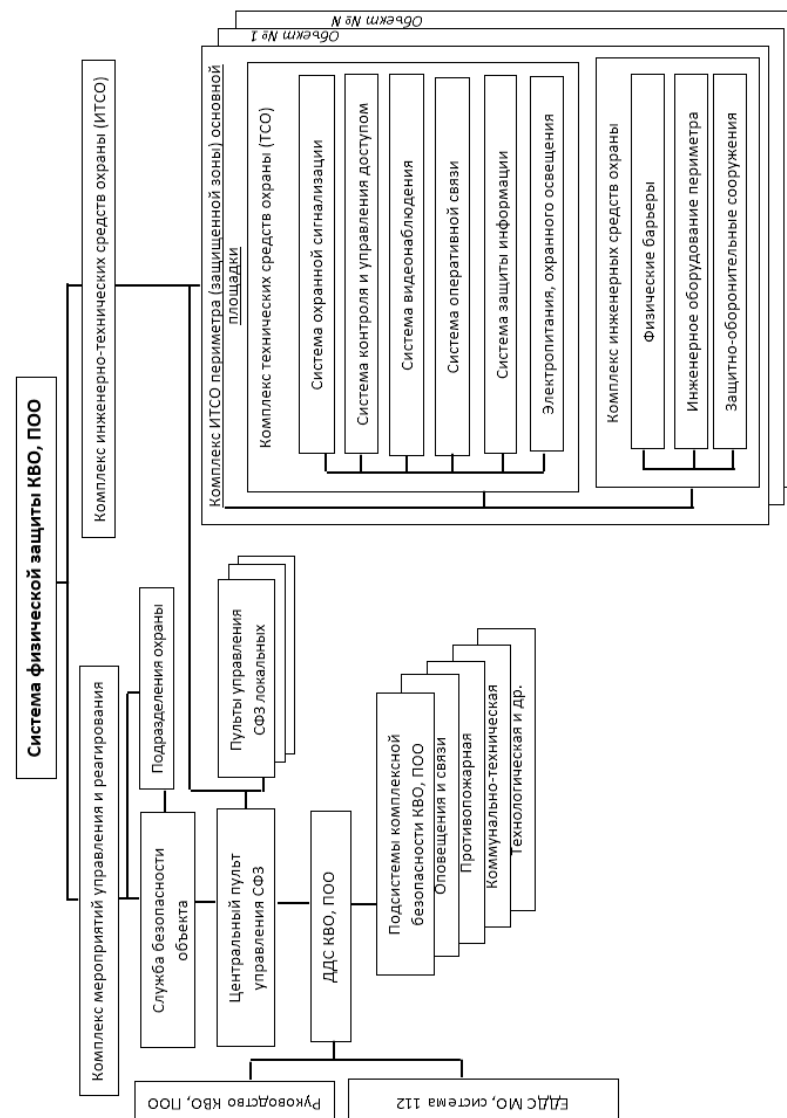 Система физической защиты КВО, ПОО
Комплекс мероприятий управления и реагирования
Комплекс инженерно-технических средств охраны (ИТСО)
Служба безопасности
объекта
Подразделения охраны
Центральный пульт
управления СФЗ
Пульты управления
СФЗ локальных
ДДС КВО, ПОО
Руководство КВО, ПОО
ЕДДС МО, система 112
Подсистемы комплексной
безопасности КВО, ПОО
Оповещения и связи
Противопожарная
Коммунально-техническая
Технологическая и др.
Объект № N
Объект № 1
Комплекс ИТСО периметра (защищенной зоны) основной
площадки
Комплекс технических средств охраны (ТСО)
Система охранной сигнализации
Система контроля и управления доступом
Система видеонаблюдения
Система оперативной связи
Система защиты информации
Электропитания, охранного освещения
Комплекс инженерных средств охраны
Физические барьеры
Инженерное оборудование периметра
Защитно-оборонительные сооружения